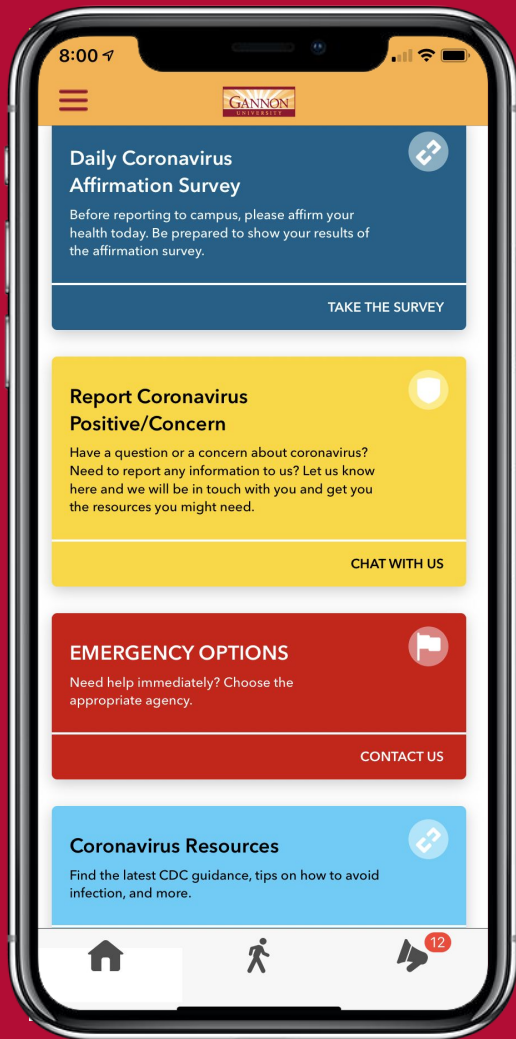 8:00
GANNON
UNIVERSITY
Daily Coronavirus
Affirmation Survey
Before reporting to campus, please affirm your
health today. Be prepared to show your results of
the affirmation survey.
TAKE THE SURVEY
Report Coronavirus
Positive/Concern
Have a question or a concern about coronavirus?
Need to report any information to us? Let us know
here and we will be in touch with you and get you
the resources you might need.
CHAT WITH US
EMERGENCY OPTIONS
Need help immediately? Choose the
appropriate agency.
CONTACT US
Coronavirus Resources
Find the latest CDC guidance, tips on how to avoid
infection, and more.
12